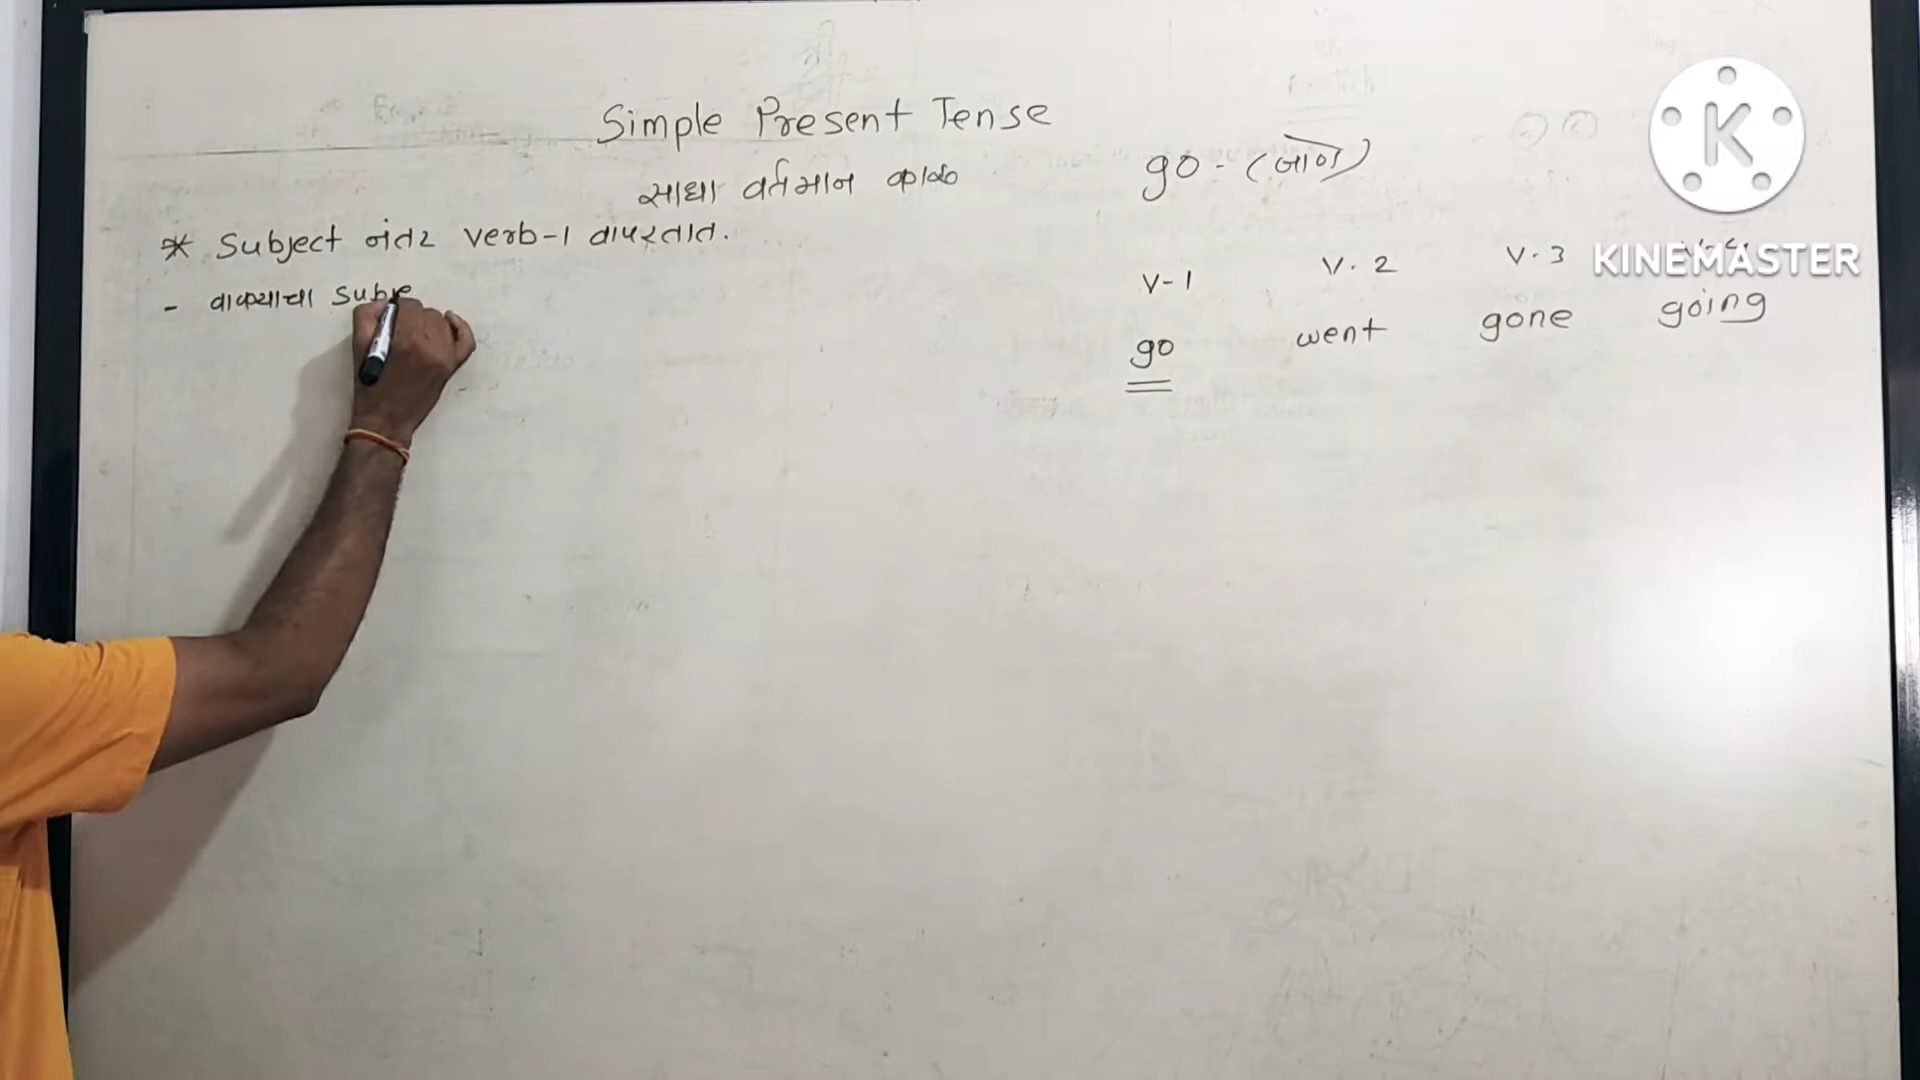 Simple Present Tense
साधा वर्तमान काळ
* Subject नंतर verb-1 वापरतात.
- वाक्याचा Subje
go - (जाणे)
V-1 V.2 V.3
go went gone going
KINEMASTER